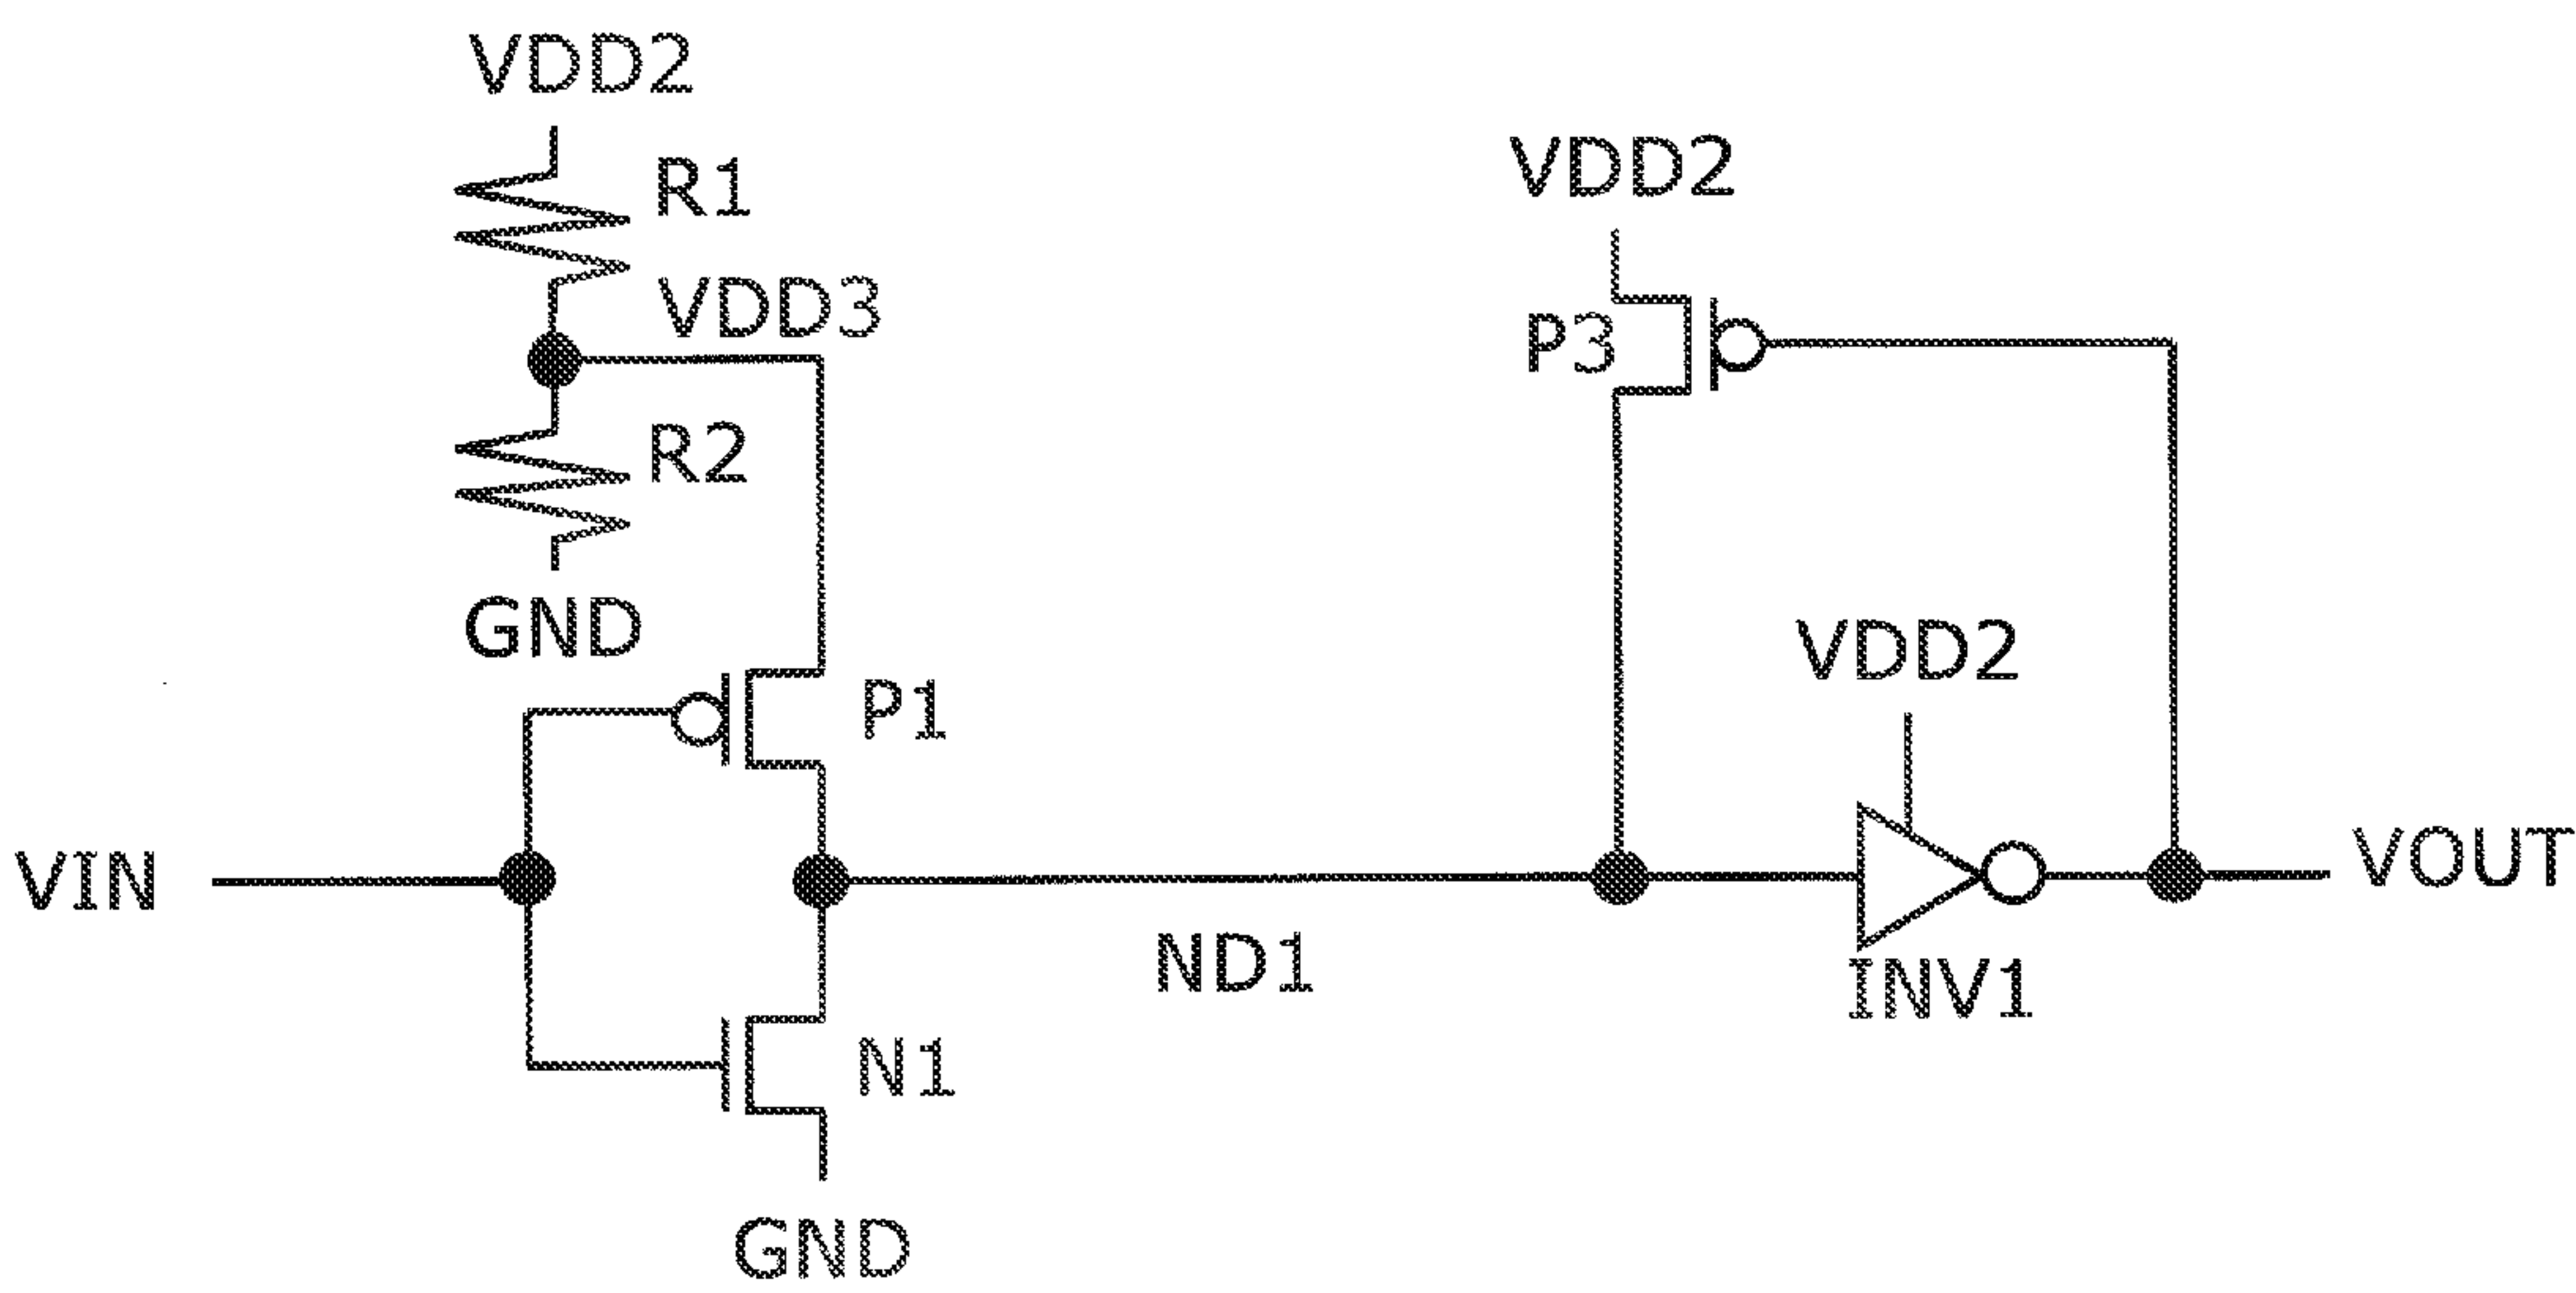 VDD2
R1
VDD3
R2
GND
VDD2
P3
VDD2
P1
VIN
ND1
INV1
VOUT
N1
GND